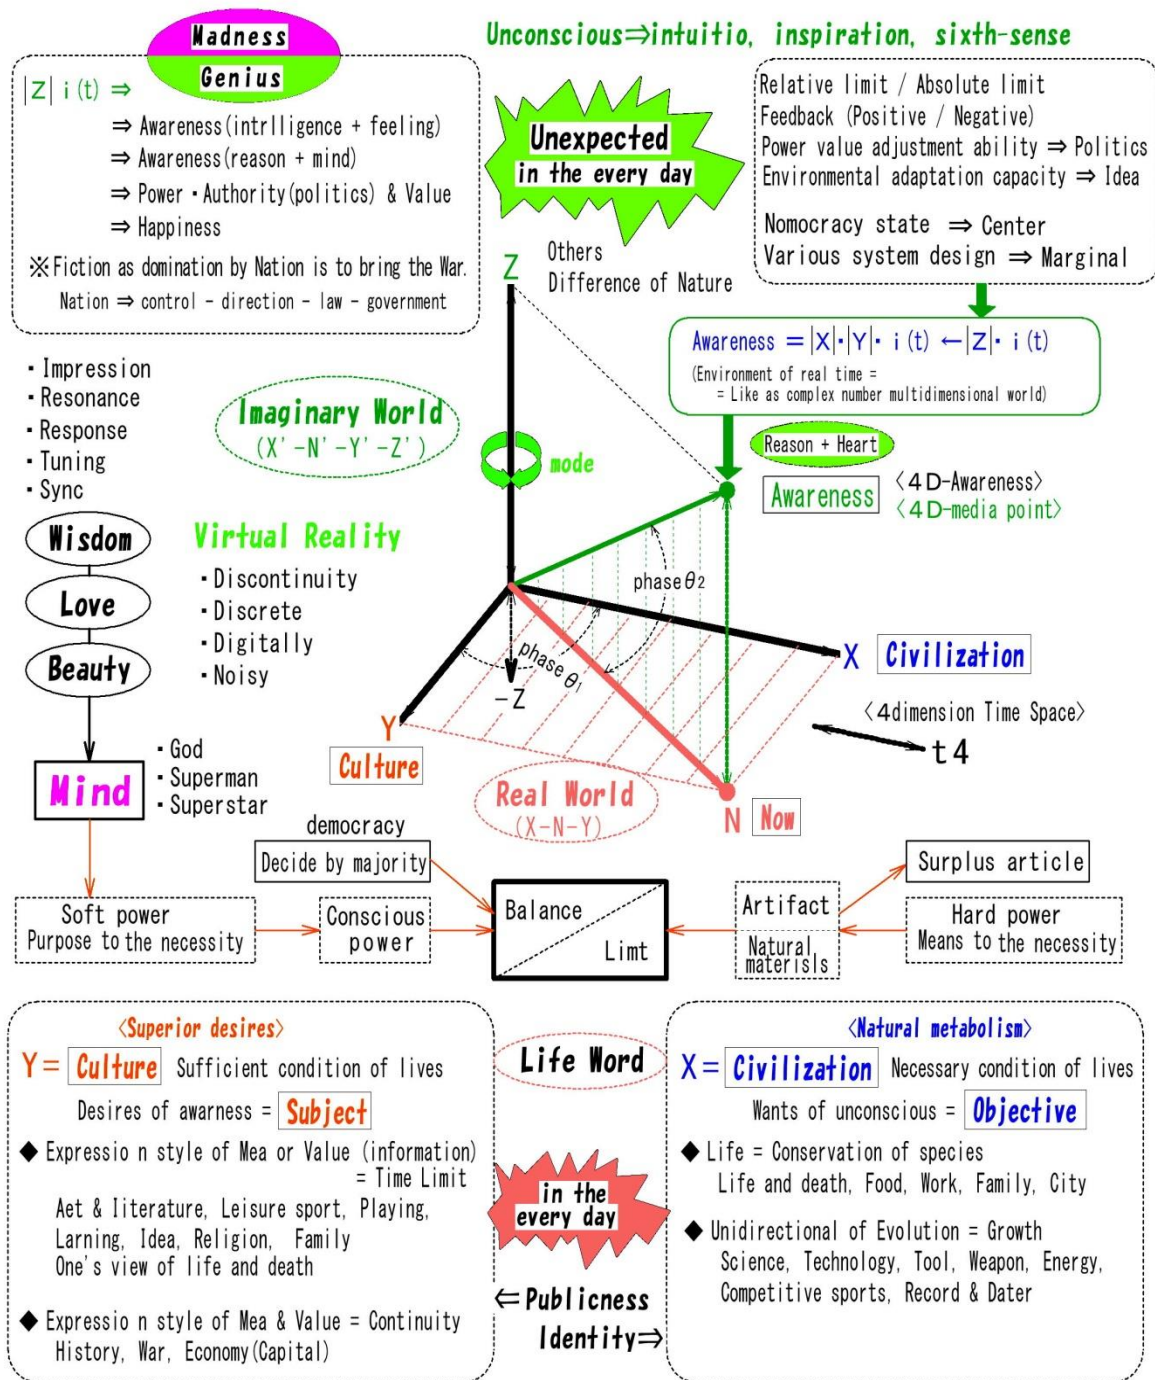 Madness
Genius
Unconscious⇒intuitio, inspiration, sixth-sense
|Z| i(t) ⇒
⇒ Awareness(intrlligence + feeling)
⇒ Awareness(reason + mind)
⇒ Power・Authority(politics) & Value
⇒ Happiness
※Fiction as domination by Nation is to bring the War.
Nation ⇒ control - direction - law - government
Unexpected
in the every day
Relative limit / Absolute limit
Feedback (Positive / Negative)
Power value adjustment ability ⇒ Politics
Environmental adaptation capacity ⇒ Idea
Nomocracy state ⇒ Center
Various system design ⇒ Marginal
Z
Others
Difference of Nature
Awareness =|X|・|Y|・i(t) ←|Z|・i(t)
(Environment of real time =
= Like as complex number multidimensional world)
・Impression
・Resonance
・Response
・Tuning
・Sync
Imaginary World
(X'-N'-Y'-Z')
mode
Reason + Heart
Awareness
〈4D-Awareness〉
〈4D-media point〉
Wisdom
Love
Beauty
Mind
Virtual Reality
・Discontinuity
・Discrete
・Digitally
・Noisy
phase θ2
phase θ1
-Z
X Civilization
Y
Culture
〈4dimension Time Space〉
t4
・God
・Superman
・Superstar
Real World
(X-N-Y)
N Now
democracy
Decide by majority
Soft power
Purpose to the necessity
Conscious
power
Balance
Limt
Artifact
Natural
materisls
Surplus article
Hard power
Means to the necessity
〈Superior desires〉
Y= Culture Sufficient condition of lives
Desires of awarness = Subject
◆ Expressio n style of Mea or Value (information)
= Time Limit
Aet & Iiterature, Leisure sport, Playing,
Larning, Idea, Religion, Family
One's view of life and death
◆ Expressio n style of Mea & Value = Continuity
History, War, Economy(Capital)
Life Word
in the
every day
⇐Publicness
Identity⇒
〈Natural metabolism〉
X= Civilization Necessary condition of lives
Wants of unconscious = Objective
◆ Life = Conservation of species
Life and death, Food, Work, Family, City
◆ Unidirectional of Evolution = Growth
Science, Technology, Tool, Weapon, Energy,
Competitive sports, Record & Dater